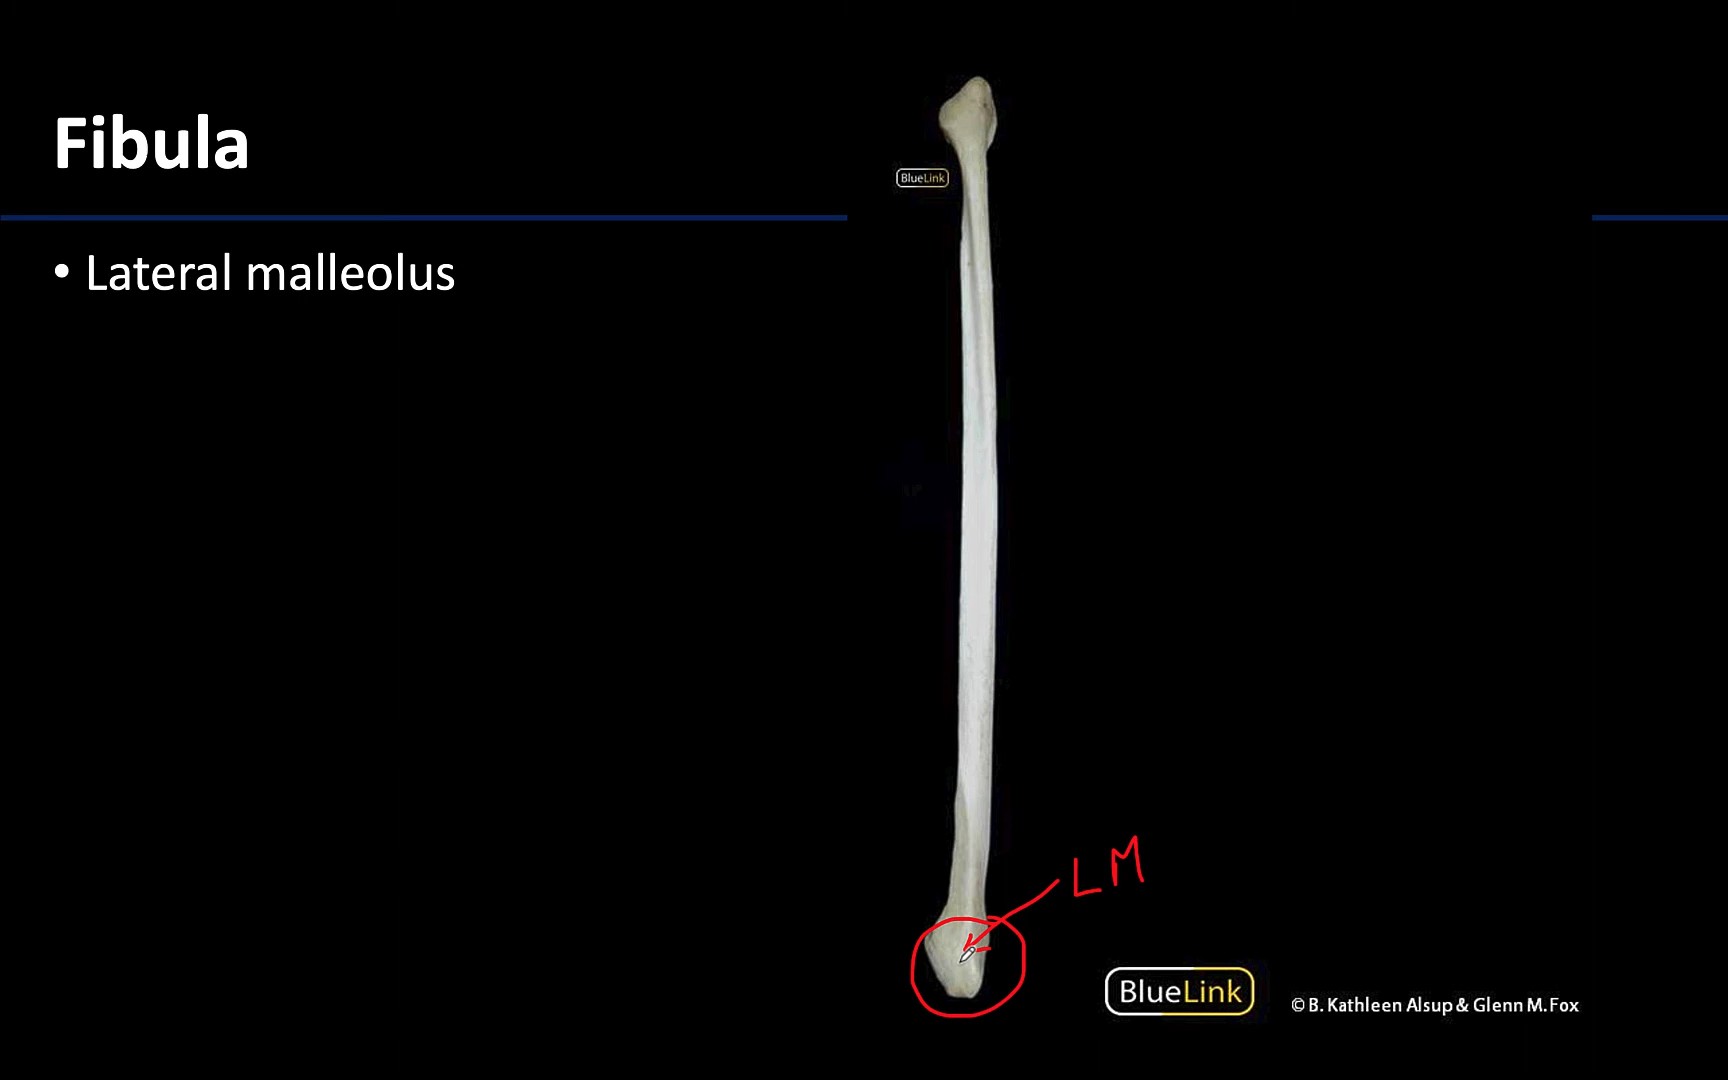 Fibula
BlueLink
• Lateral malleolus
LM
BlueLink
© B. Kathleen Alsup & Glenn M. Fox